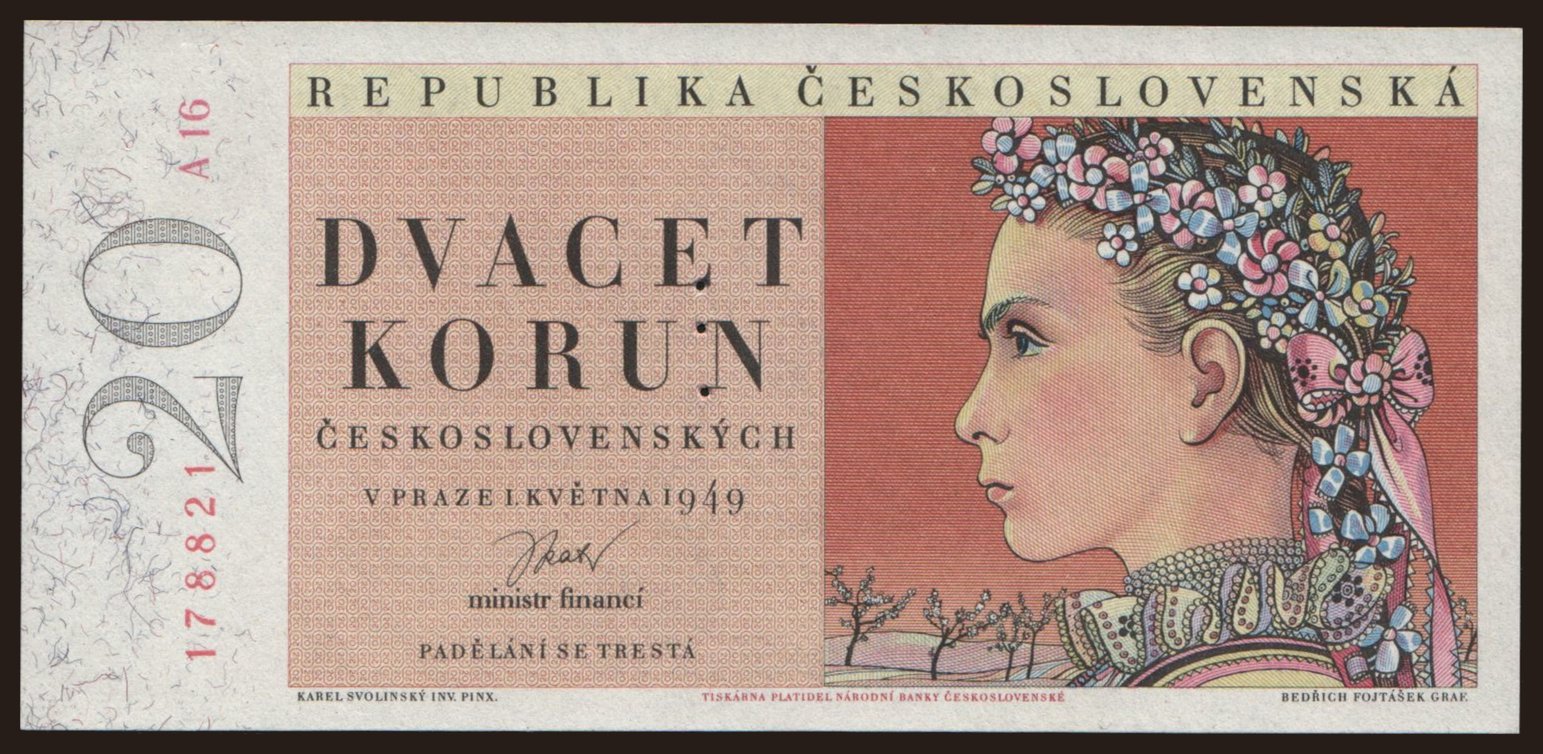 REPUBLIKA ČESKOSLOVENSKÁ
A 16
20
178821
DVACET
KORUN
ČESKOSLOVENSKÝCH
V PRAZE 1. KVĚTNA 1949
ministr financí
PADĚLÁNÍ SE TRESTÁ
KAREL SVOLINSKÝ INV. PINX.
TISKÁRNA PLATIDEL NÁRODNÍ BANKY ČESKOSLOVENSKÉ
BEDŘICH FOJTÁŠEK GRAF.